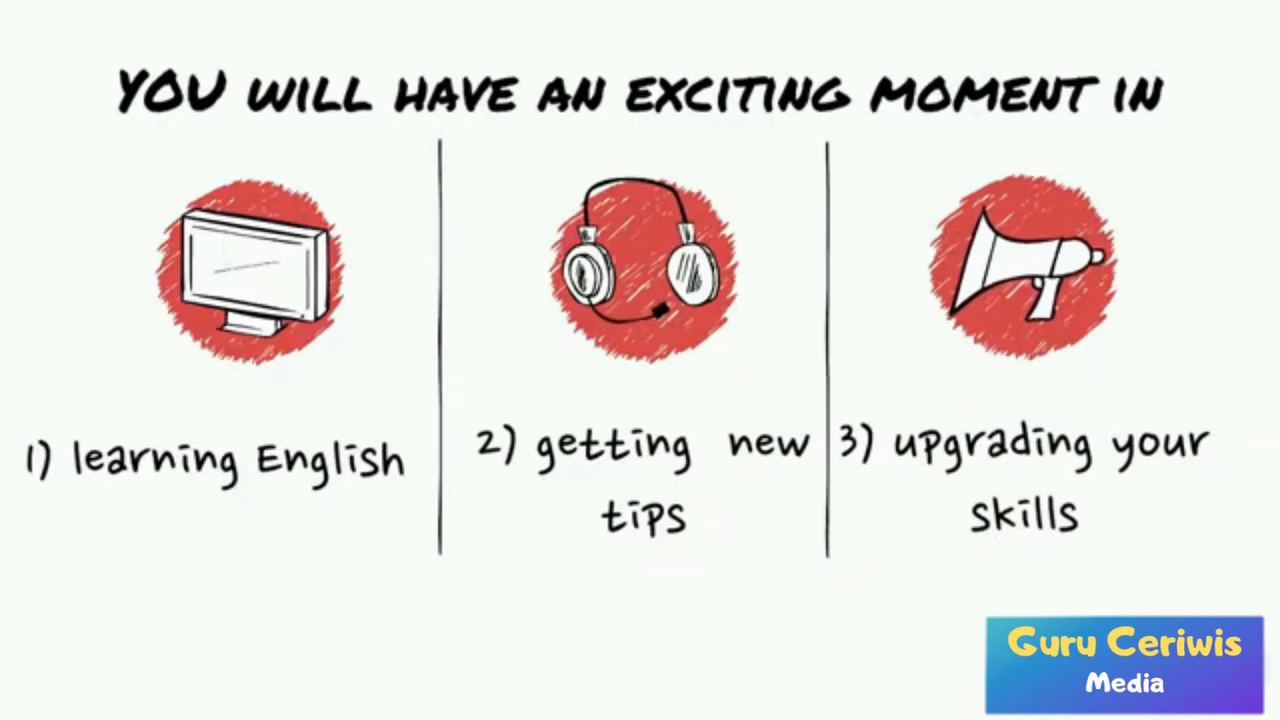 YOU WILL HAVE AN EXCITING MOMENT IN
1) learning English
2) getting new
tips
3) upgrading your
skills
Guru Ceriwis
Media